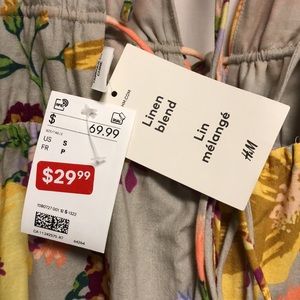 $ 69.99
US S
FR P
$29.99
Linen
blend
Lin
mélangé
H&M